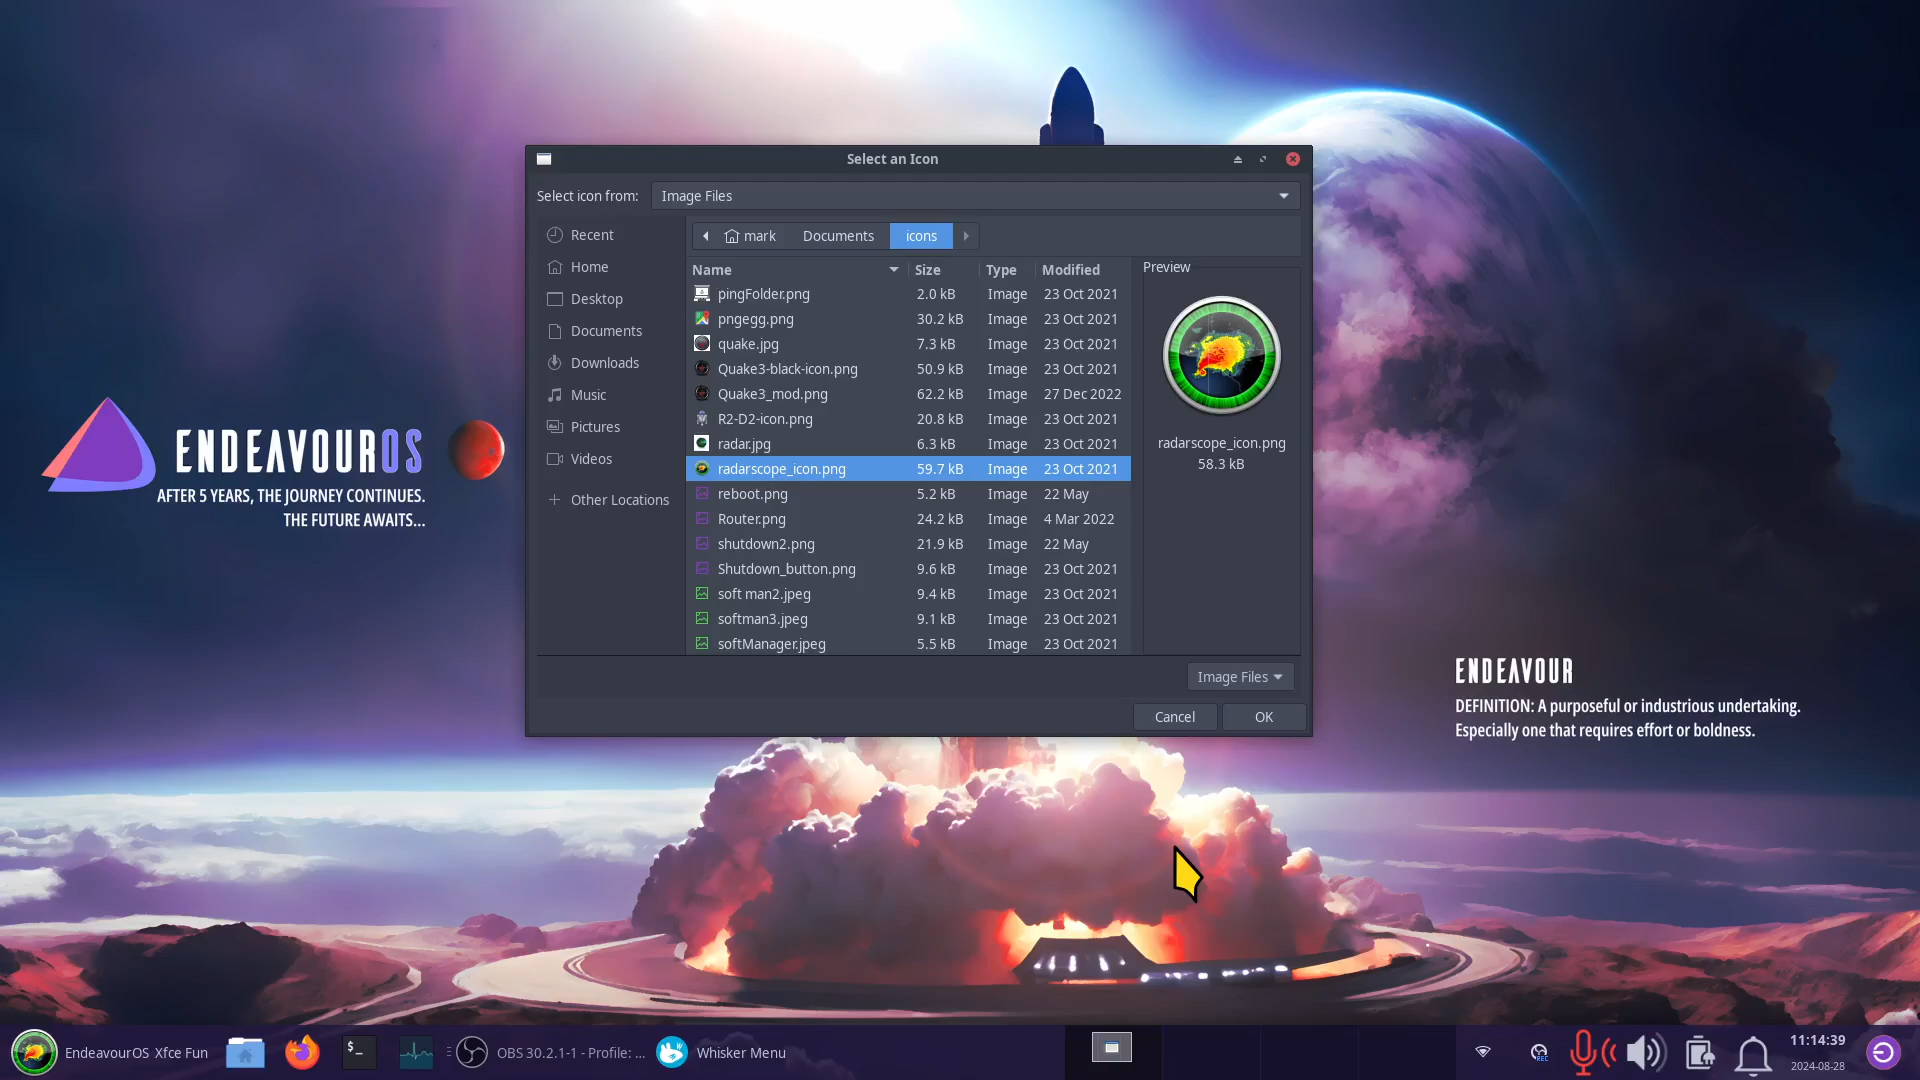 Select an Icon
Select icon from: Image Files
Recent
Home
Desktop
Documents
Downloads
Music
Pictures
Videos
Other Locations
mark Documents icons
Name Size Type Modified
pingFolder.png 2.0 kB Image 23 Oct 2021
pngegg.png 30.2 kB Image 23 Oct 2021
quake.jpg 7.3 kB Image 23 Oct 2021
Quake3-black-icon.png 50.9 kB Image 23 Oct 2021
Quake3_mod.png 62.2 kB Image 27 Dec 2022
R2-D2-icon.png 20.8 kB Image 23 Oct 2021
radar.jpg 6.3 kB Image 23 Oct 2021
radarscope_icon.png 59.7 kB Image 23 Oct 2021
reboot.png 5.2 kB Image 22 May
Router.png 24.2 kB Image 4 Mar 2022
shutdown2.png 21.9 kB Image 22 May
Shutdown_button.png 9.6 kB Image 23 Oct 2021
soft man2.jpeg 9.4 kB Image 23 Oct 2021
softman3.jpeg 9.1 kB Image 23 Oct 2021
softManager.jpeg 5.5 kB Image 23 Oct 2021
Preview
radarscope_icon.png
58.3 kB
Image Files
Cancel OK
ENDEAVOUROS
AFTER 5 YEARS, THE JOURNEY CONTINUES.
THE FUTURE AWAITS...
ENDEAVOUR
DEFINITION: A purposeful or industrious undertaking.
Especially one that requires effort or boldness.
EndeavourOS Xfce Fun
$_
OBS 30.2.1-1 - Profile: ...
Whisker Menu
REC
11:14:39
2024-08-28